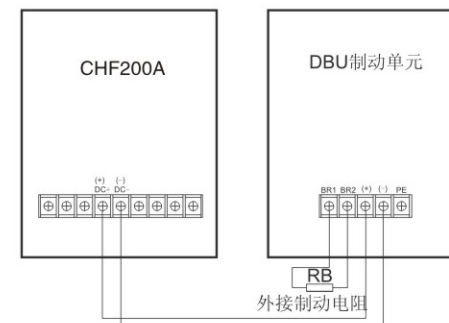 CHF200A
DBU制动单元
(+) (-)
DC+ DC-
BR1 BR2 (+) (-) PE
RB
外接制动电阻